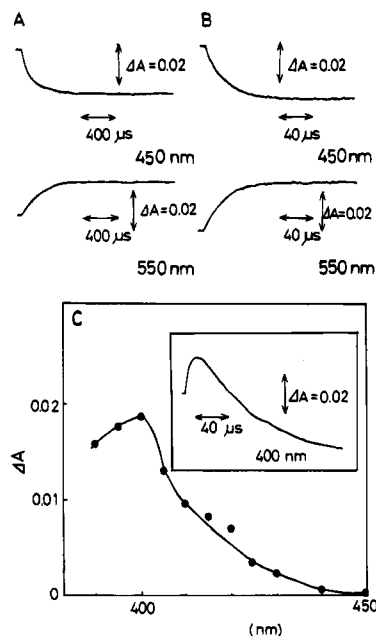 A
B
ΔA = 0.02
ΔA = 0.02
400 μs
40 μs
450 nm
450 nm
ΔA = 0.02
ΔA = 0.02
400 μs
40 μs
550 nm
550 nm
C
ΔA = 0.02
40 μs
400 nm
0.02
0.01
0
ΔA
400
450
(nm)